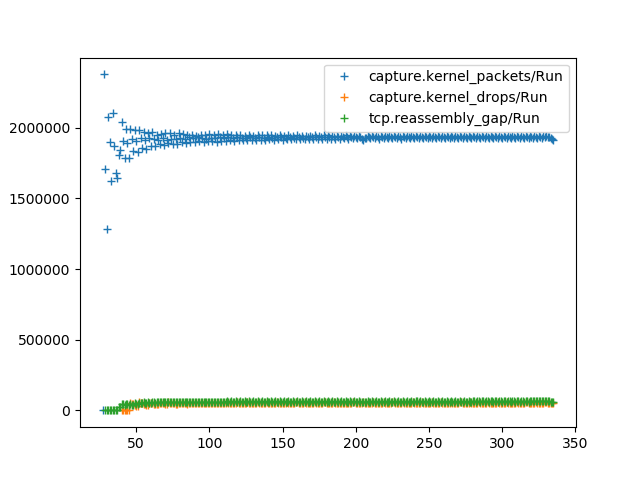 capture.kernel_packets/Run
capture.kernel_drops/Run
tcp.reassembly_gap/Run
2000000
1500000
1000000
500000
0
50 100 150 200 250 300 350